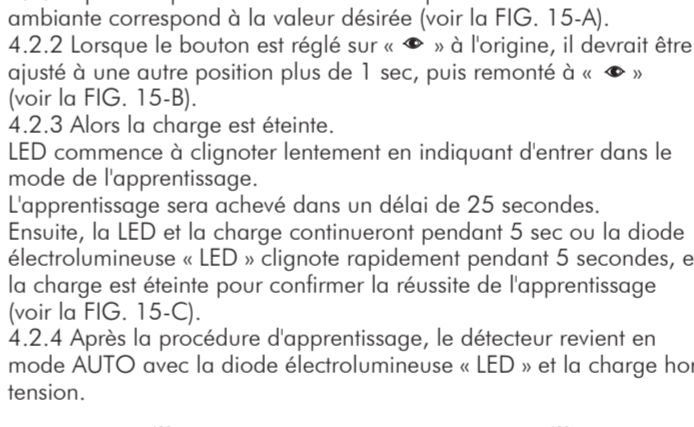 ambiante correspond à la valeur désirée (voir la FIG. 15-A).
4.2.2 Lorsque le bouton est réglé sur « 👁 » à l'origine, il devrait être
ajusté à une autre position plus de 1 sec, puis remonté à « 👁 »
(voir la FIG. 15-B).
4.2.3 Alors la charge est éteinte.
LED commence à clignoter lentement en indiquant d'entrer dans le
mode de l'apprentissage.
L'apprentissage sera achevé dans un délai de 25 secondes.
Ensuite, la LED et la charge continueront pendant 5 sec ou la diode
électrolumineuse « LED » clignote rapidement pendant 5 secondes, e
la charge est éteinte pour confirmer la réussite de l'apprentissage
(voir la FIG. 15-C).
4.2.4 Après la procédure d'apprentissage, le détecteur revient en
mode AUTO avec la diode électrolumineuse « LED » et la charge hor
tension.